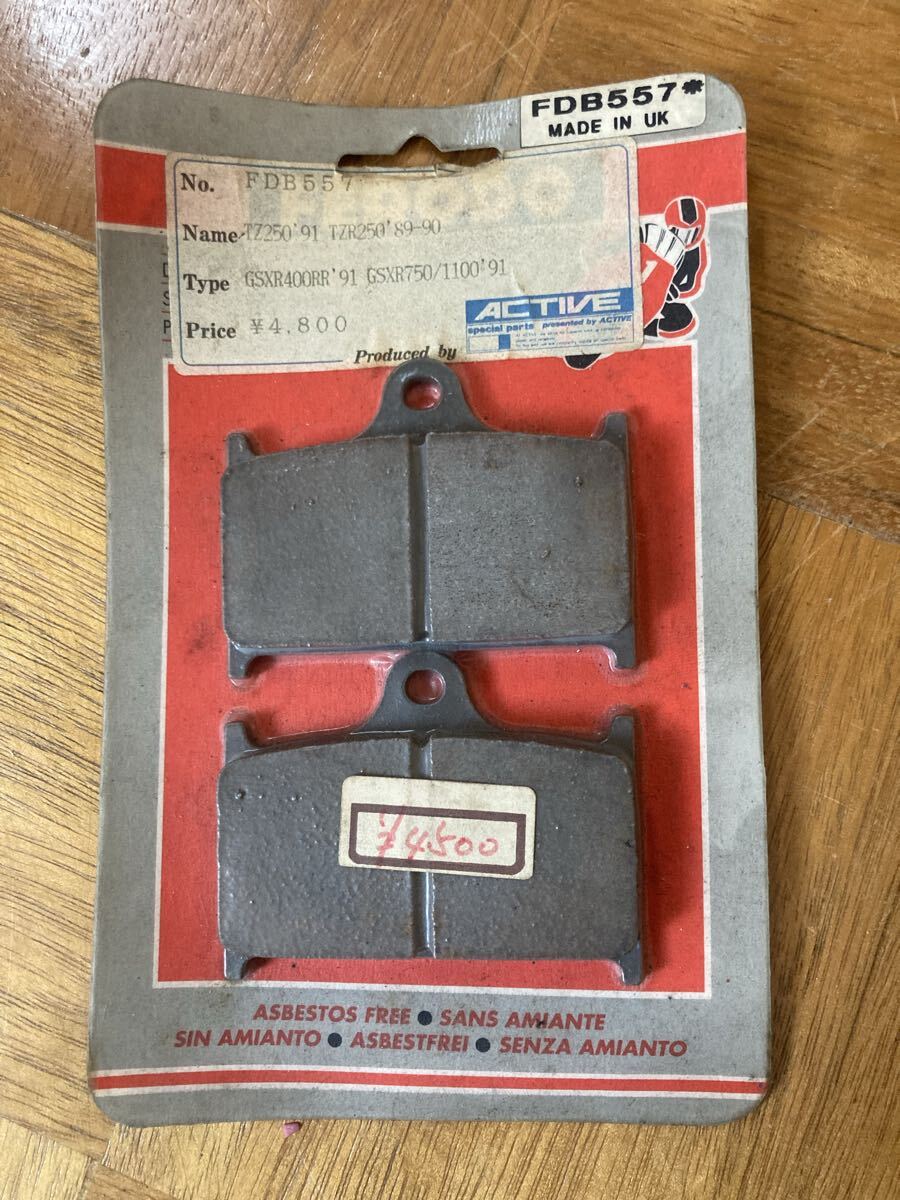 FDB557*
MADE IN UK
No. FDB557
Name TZ250'91 TZR250'89-90
Type GSXR400RR'91 GSXR750/1100'91
Price ¥4,800
ACTIVE
special parts presented by ACTIVE
Produced by
D
S
P
1
¥4500
ASBESTOS FREE ● SANS AMIANTE
SIN AMIANTO ● ASBESTFREI ● SENZA AMIANTO